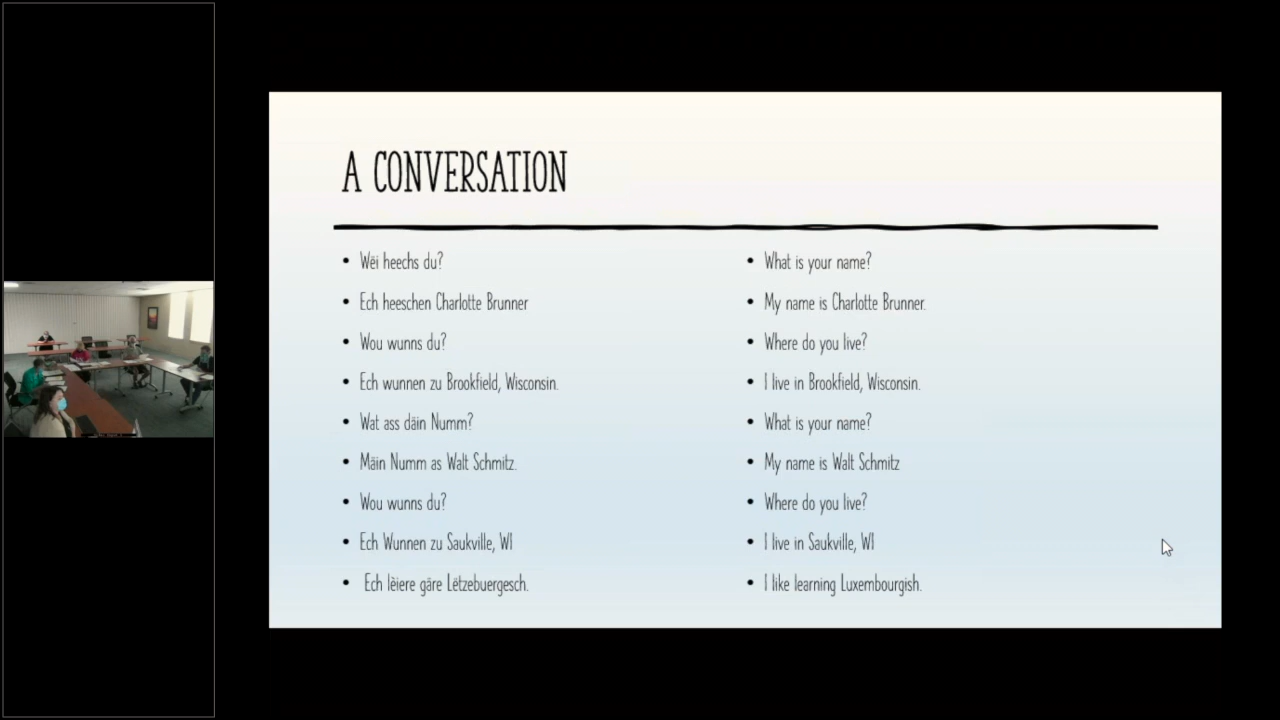 A CONVERSATION
• Wëi heechs du?
• Ech heeschen Charlotte Brunner
• Wou wunns du?
• Ech wunnen zu Brookfield, Wisconsin.
• Wat ass däin Numm?
• Mäin Numm as Walt Schmitz.
• Wou wunns du?
• Ech Wunnen zu Saukville, WI
• Ech lëiere gäre Lëtzebuergesch.
• What is your name?
• My name is Charlotte Brunner.
• Where do you live?
• I live in Brookfield, Wisconsin.
• What is your name?
• My name is Walt Schmitz
• Where do you live?
• I live in Saukville, WI
• I like learning Luxembourgish.